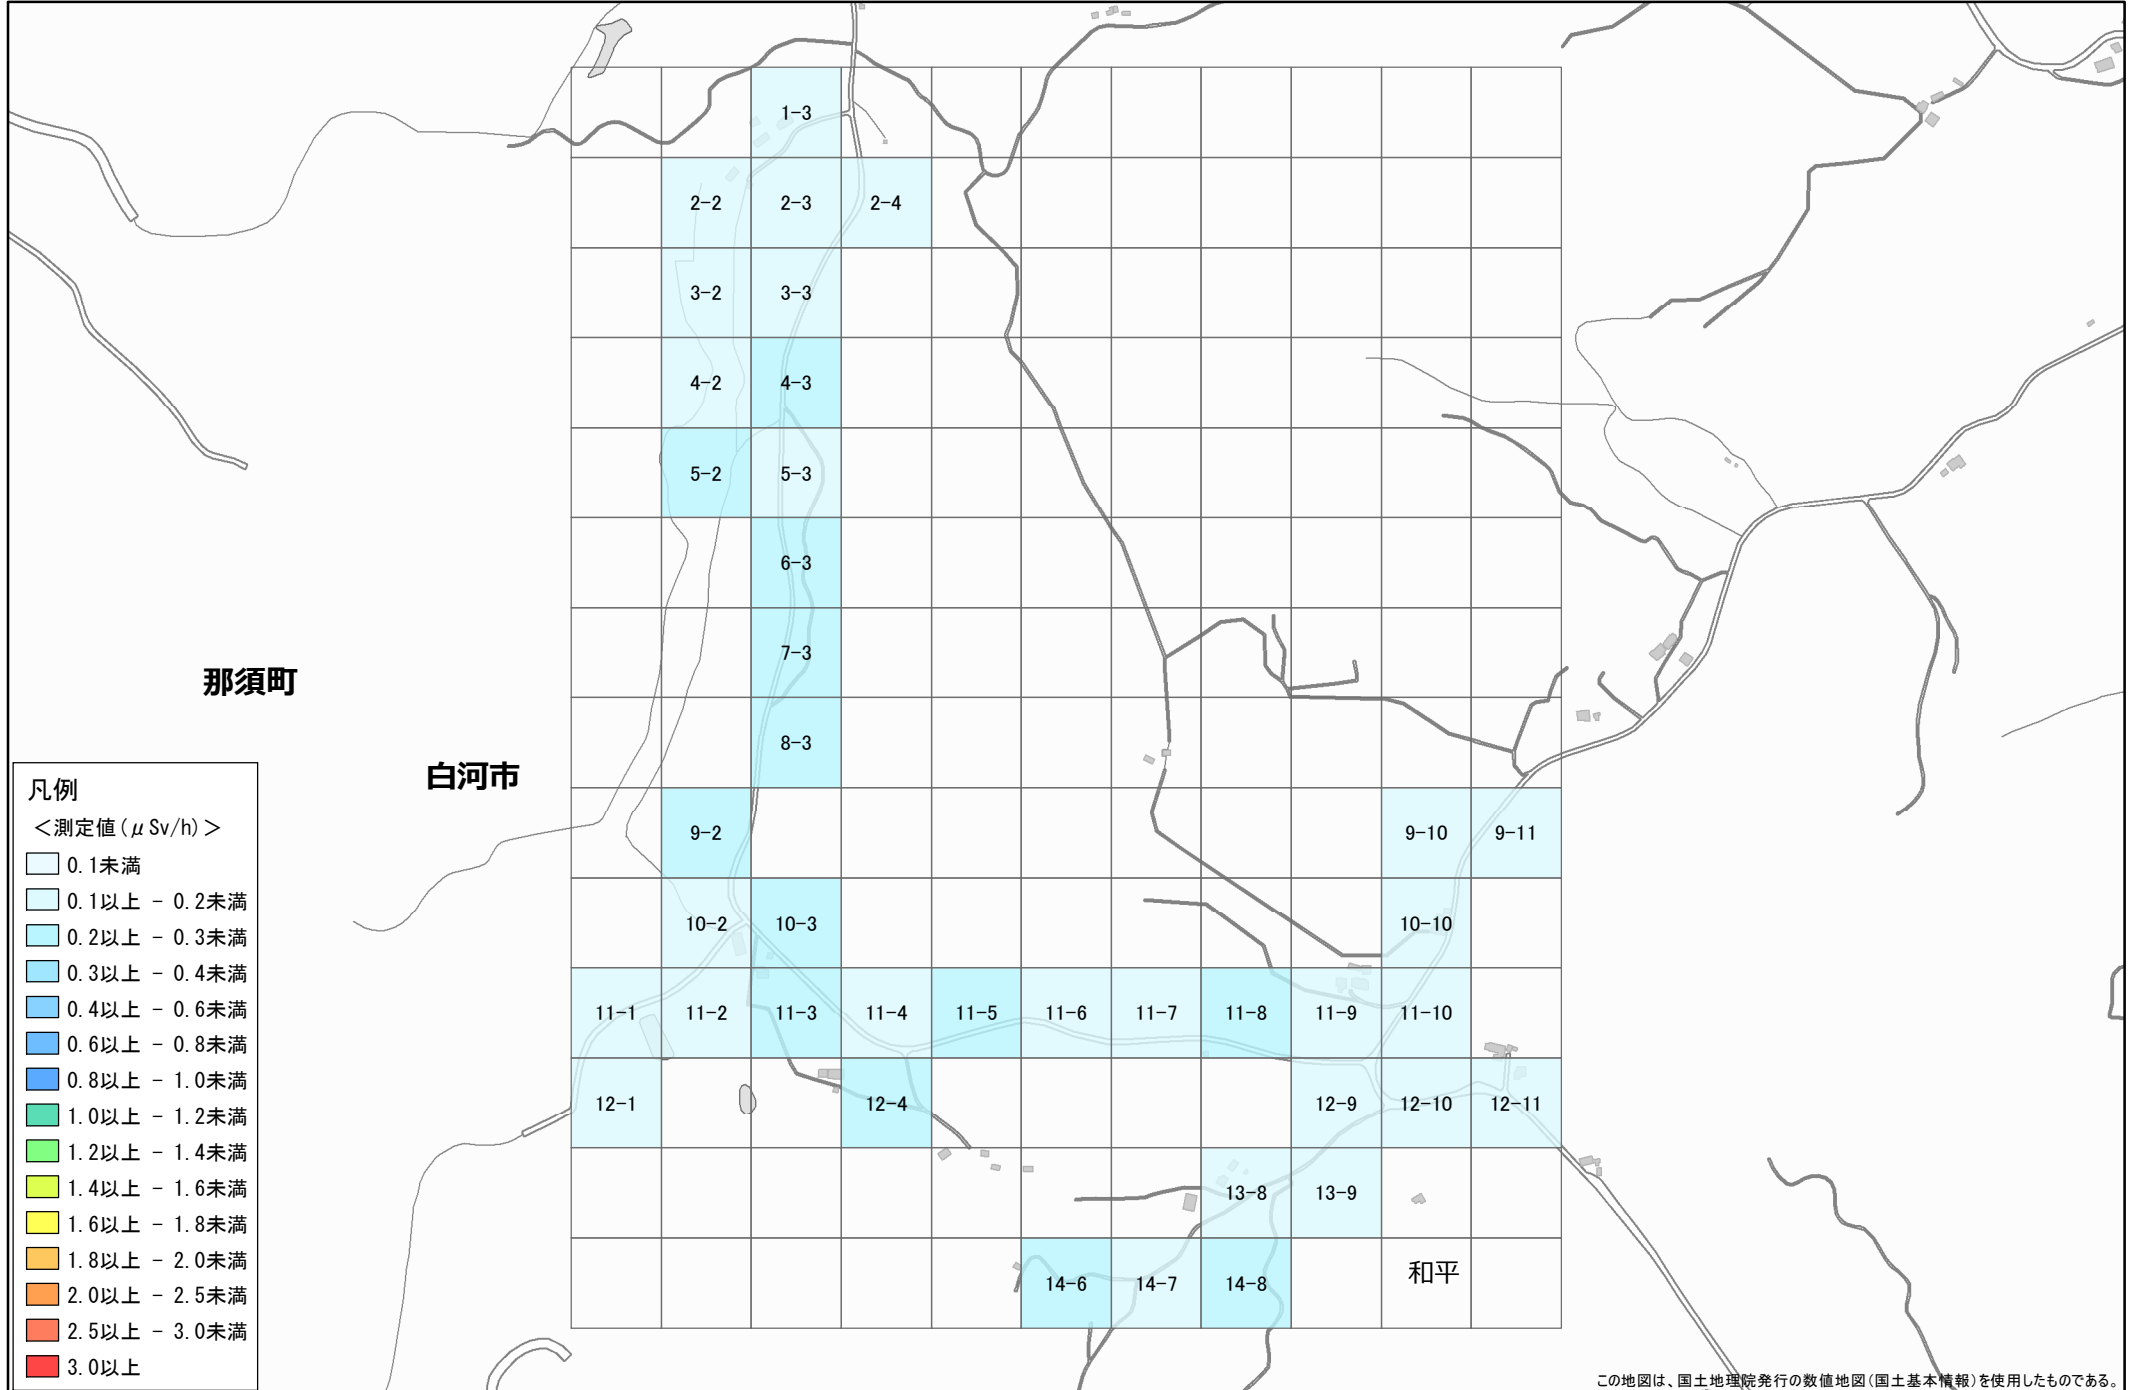 1-3
2-2 2-3 2-4
3-2 3-3
4-2 4-3
5-2 5-3
6-3
7-3
那須町
8-3
白河市
9-2 9-10 9-11
10-2 10-3 10-10
11-1 11-2 11-3 11-4 11-5 11-6 11-7 11-8 11-9 11-10
12-1 12-4 12-9 12-10 12-11
13-8 13-9
14-6 14-7 14-8
和平
凡例
＜測定値(μSv/h)＞
0.1未満
0.1以上 - 0.2未満
0.2以上 - 0.3未満
0.3以上 - 0.4未満
0.4以上 - 0.6未満
0.6以上 - 0.8未満
0.8以上 - 1.0未満
1.0以上 - 1.2未満
1.2以上 - 1.4未満
1.4以上 - 1.6未満
1.6以上 - 1.8未満
1.8以上 - 2.0未満
2.0以上 - 2.5未満
2.5以上 - 3.0未満
3.0以上
この地図は、国土地理院発行の数値地図(国土基本情報)を使用したものである。